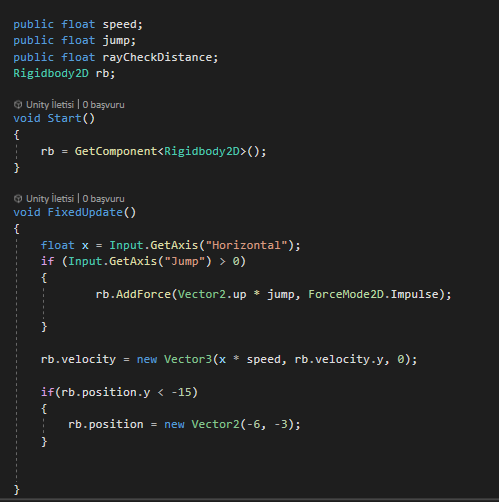 public float speed;
public float jump;
public float rayCheckDistance;
Rigidbody2D rb;
Unity İletisi | 0 başvuru
void Start()
{
rb = GetComponent<Rigidbody2D>();
}
Unity İletisi | 0 başvuru
void FixedUpdate()
{
float x = Input.GetAxis("Horizontal");
if (Input.GetAxis("Jump") > 0)
{
rb.AddForce(Vector2.up * jump, ForceMode2D.Impulse);
}
rb.velocity = new Vector3(x * speed, rb.velocity.y, 0);
if(rb.position.y < -15)
{
rb.position = new Vector2(-6, -3);
}
}